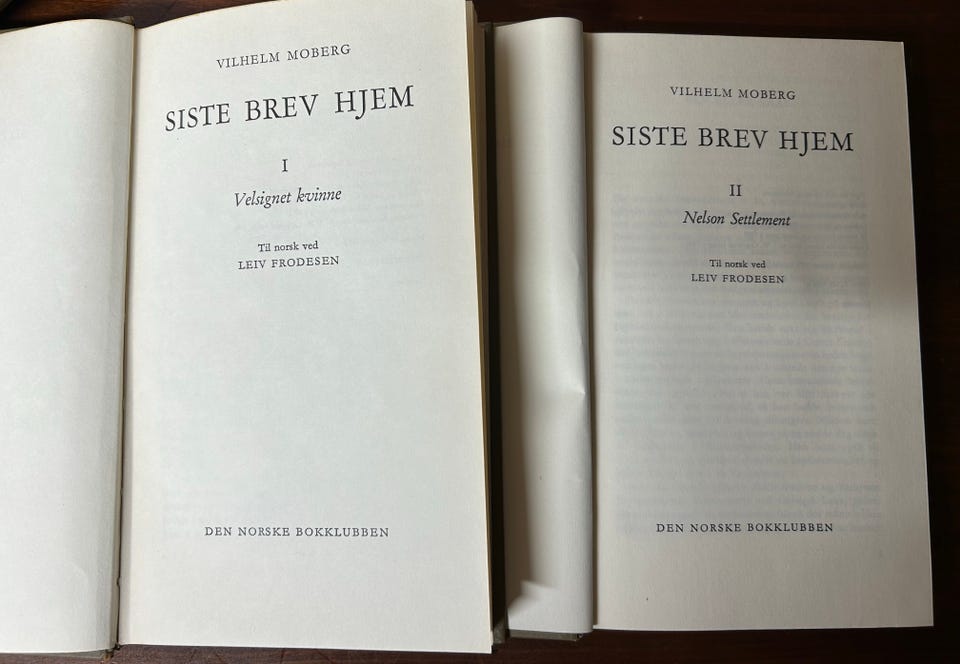 VILHELM MOBERG
SISTE BREV HJEM
I
Velsignet kvinne
Til norsk ved
LEIV FRODESEN
DEN NORSKE BOKKLUBBEN
VILHELM MOBERG
SISTE BREV HJEM
II
Nelson Settlement
Til norsk ved
LEIV FRODESEN
DEN NORSKE BOKKLUBBEN